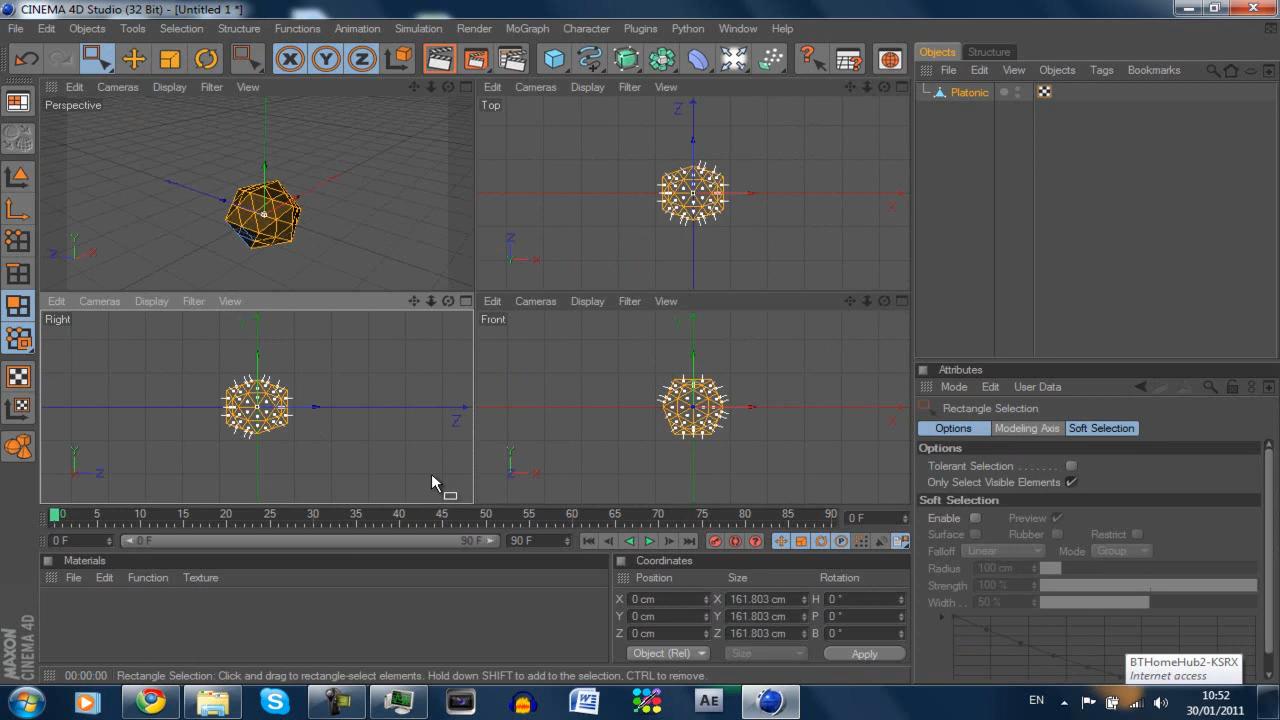 CINEMA 4D Studio (32 Bit) - [Untitled 1 *]
File Edit Objects Tools Selection Structure Functions Animation Simulation Render MoGraph Character Plugins Python Window Help
X Y Z
Objects Structure
File Edit View Objects Tags Bookmarks
Platonic
Edit Cameras Display Filter View
Perspective
Y
Z X
Edit Cameras Display Filter View
Top
Z
X
Z
X
Edit Cameras Display Filter View
Right
Y
Z
Y
X Z
Edit Cameras Display Filter View
Front
Y
X
Y
Z X
Attributes
Mode Edit User Data
Rectangle Selection
Options Modeling Axis Soft Selection
Options
Tolerant Selection . . . . . . .
Only Select Visible Elements
Soft Selection
Enable Preview
Surface Rubber Restrict
Falloff Linear Mode Group
Radius 100 cm
Strength 100 %
Width . . 50 %
0 5 10 15 20 25 30 35 40 45 50 55 60 65 70 75 80 85 90 0 F
0 F 0 F 90 F 90 F
Materials
File Edit Function Texture
Coordinates
Position Size Rotation
X 0 cm X 161.803 cm H 0 °
Y 0 cm Y 161.803 cm P 0 °
Z 0 cm Z 161.803 cm B 0 °
Object (Rel) Size Apply
MAXON
CINEMA 4D
00:00:00 Rectangle Selection: Click and drag to rectangle-select elements. Hold down SHIFT to add to the selection, CTRL to remove.
BTHomeHub2-KSRX
Internet access
AE
EN
10:52
30/01/2011